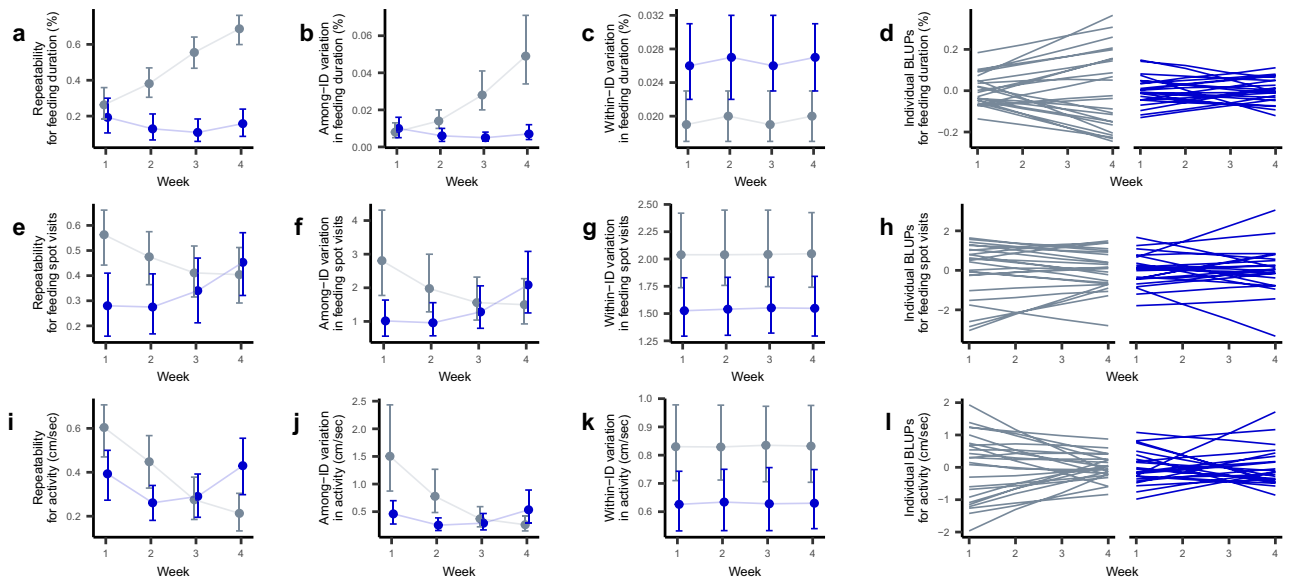 a
Repeatability
for feeding duration (%)
0.6
0.4
0.2
1
2
3
4
Week
b
Among−ID variation
in feeding duration (%)
0.06
0.04
0.02
0.00
1
2
3
4
Week
c
Within−ID variation
in feeding duration (%)
0.032
0.028
0.024
0.020
1
2
3
4
Week
d
Individual BLUPs
for feeding duration (%)
0.2
0.0
−0.2
1
2
3
4
1
2
3
4
Week
e
Repeatability
for feeding spot visits
0.6
0.5
0.4
0.3
0.2
1
2
3
4
Week
f
Among−ID variation
in feeding spot visits
4
3
2
1
1
2
3
4
Week
g
Within−ID variation
in feeding spot visits
2.50
2.25
2.00
1.75
1.50
1.25
1
2
3
4
Week
h
Individual BLUPs
for feeding spot visits
2
0
−2
1
2
3
4
1
2
3
4
Week
i
Repeatability
for activity (cm/sec)
0.6
0.4
0.2
1
2
3
4
Week
j
Among−ID variation
in activity (cm/sec)
2.5
2.0
1.5
1.0
0.5
1
2
3
4
Week
k
Within−ID variation
in activity (cm/sec)
1.0
0.9
0.8
0.7
0.6
1
2
3
4
Week
l
Individual BLUPs
for activity (cm/sec)
2
1
0
−1
−2
1
2
3
4
1
2
3
4
Week